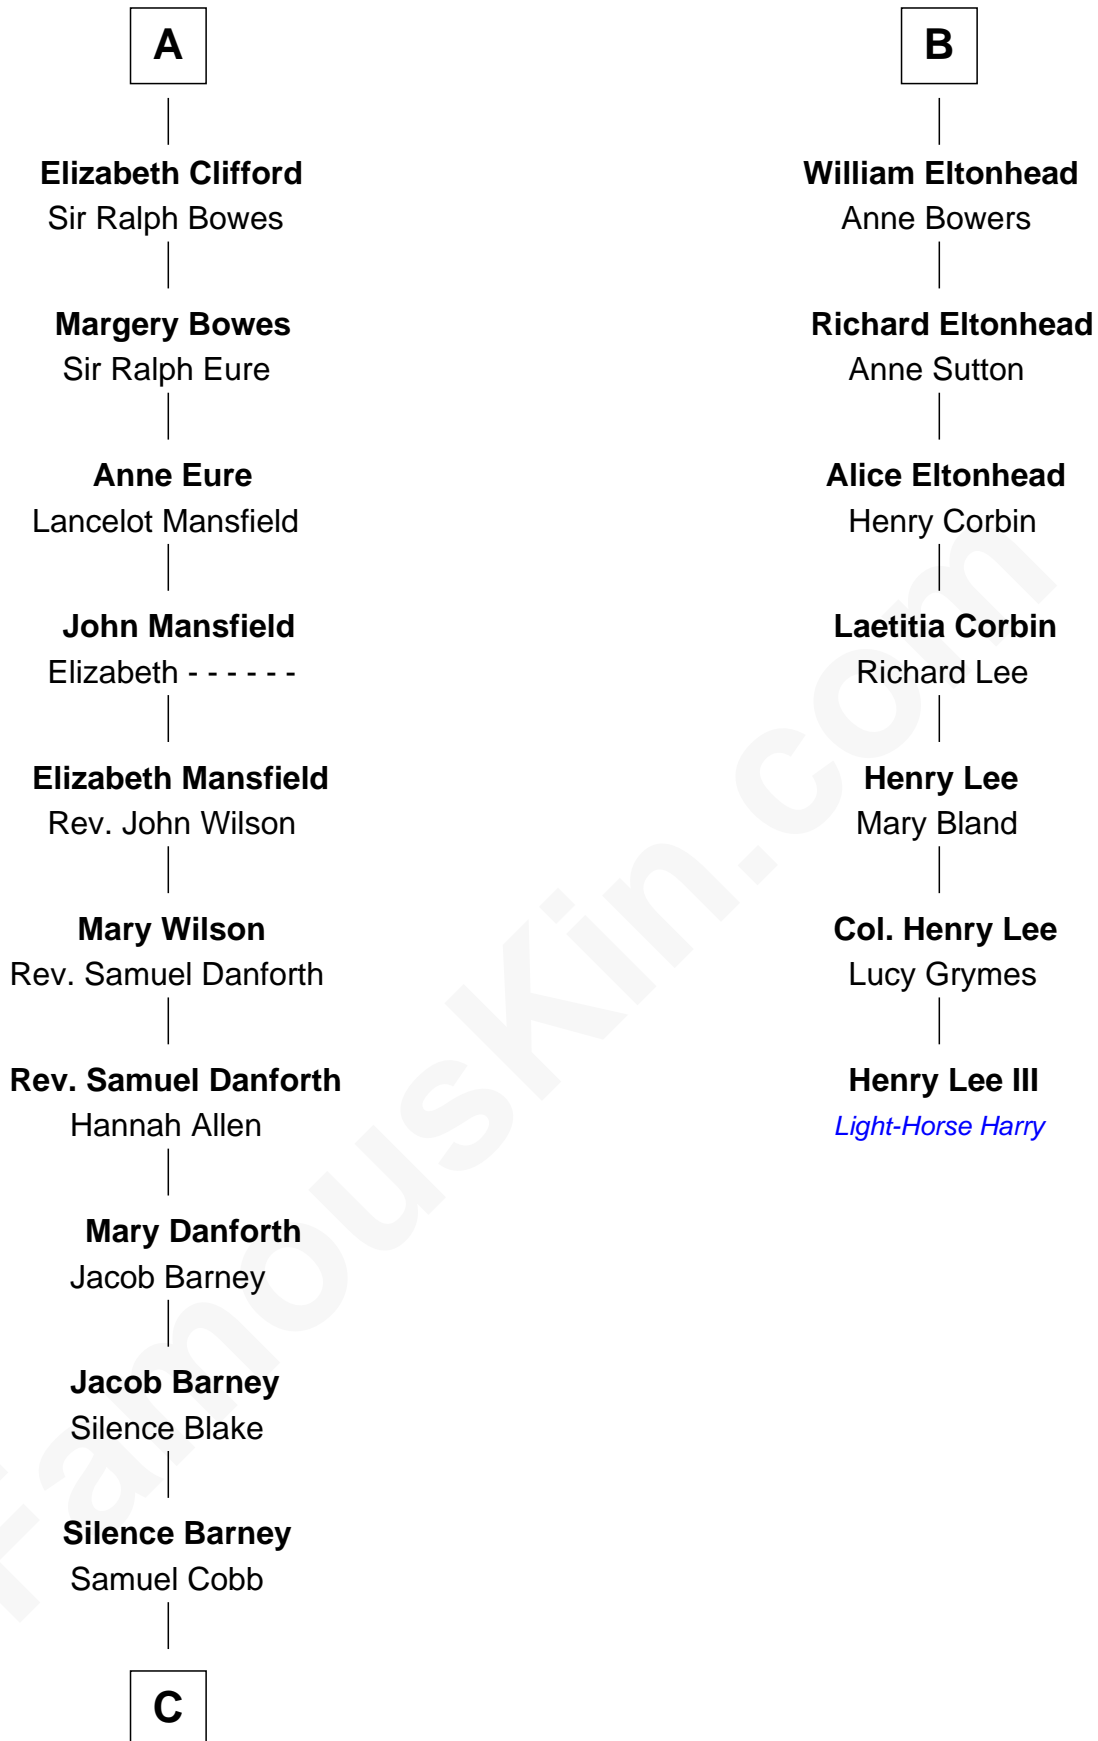 A
Elizabeth Clifford
Sir Ralph Bowes
Margery Bowes
Sir Ralph Eure
Anne Eure
Lancelot Mansfield
John Mansfield
Elizabeth - - - - - -
Elizabeth Mansfield
Rev. John Wilson
Mary Wilson
Rev. Samuel Danforth
Rev. Samuel Danforth
Hannah Allen
Mary Danforth
Jacob Barney
Jacob Barney
Silence Blake
Silence Barney
Samuel Cobb
C
B
William Eltonhead
Anne Bowers
Richard Eltonhead
Anne Sutton
Alice Eltonhead
Henry Corbin
Laetitia Corbin
Richard Lee
Henry Lee
Mary Bland
Col. Henry Lee
Lucy Grymes
Henry Lee III
Light-Horse Harry
FamousKin.com